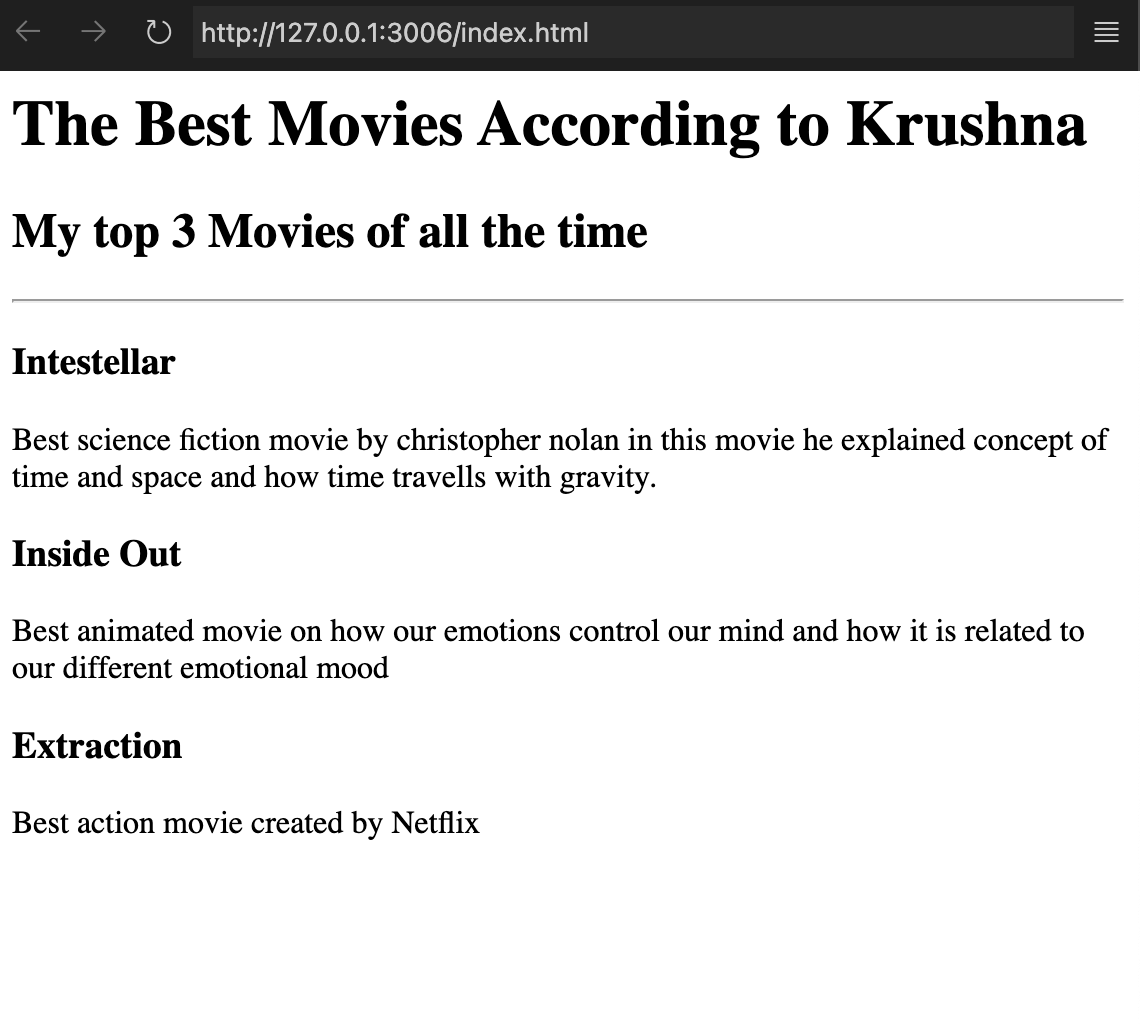 http://127.0.0.1:3006/index.html
The Best Movies According to Krushna
My top 3 Movies of all the time
Intestellar
Best science fiction movie by christopher nolan in this movie he explained concept of
time and space and how time travells with gravity.
Inside Out
Best animated movie on how our emotions control our mind and how it is related to
our different emotional mood
Extraction
Best action movie created by Netflix